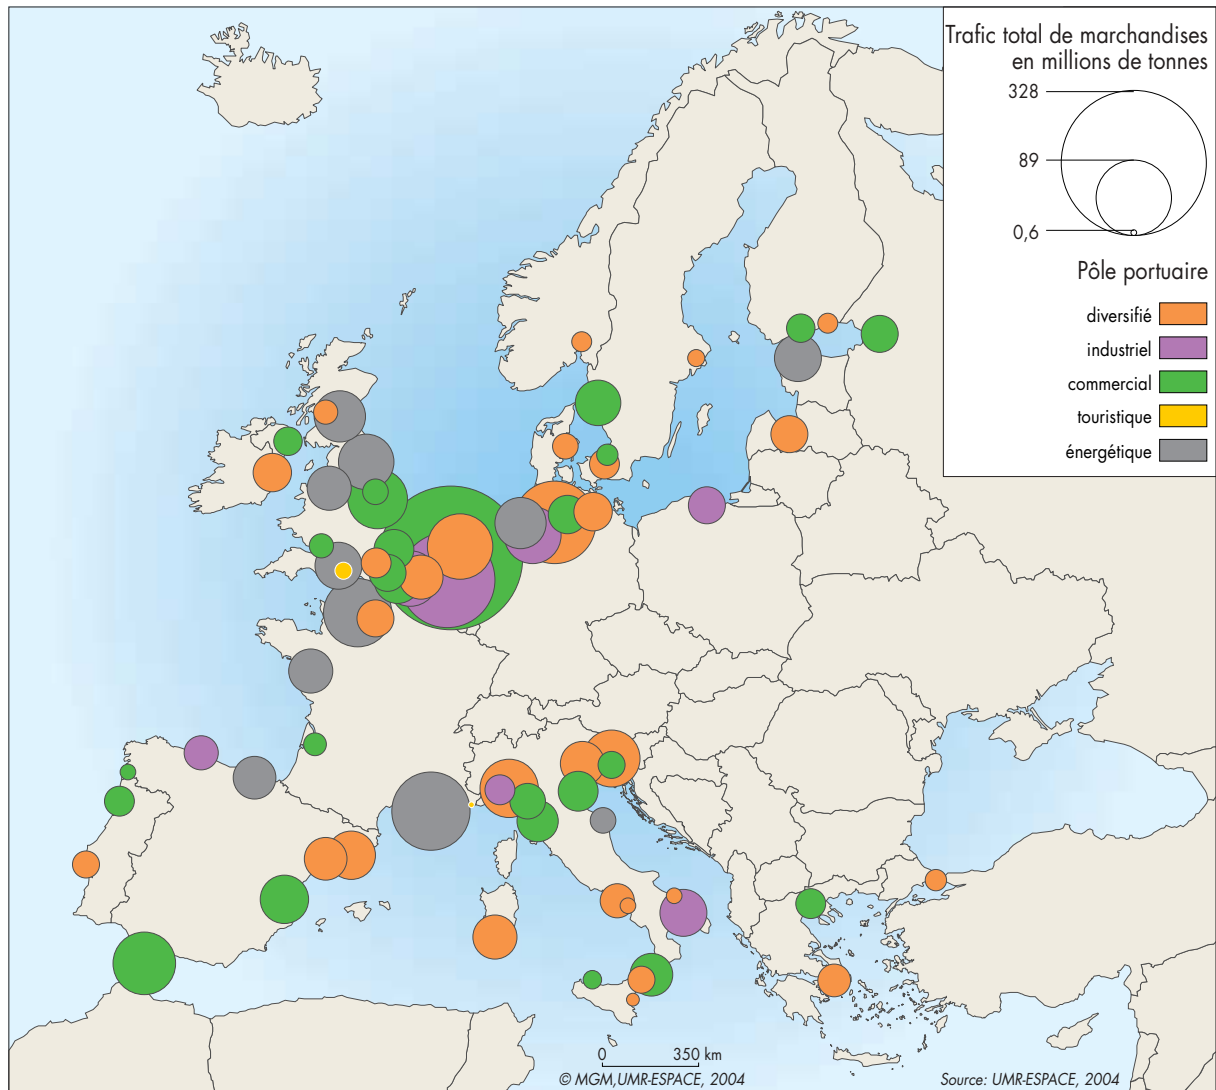 Trafic total de marchandises
en millions de tonnes
328
89
0,6
Pôle portuaire
diversifié
industriel
commercial
touristique
énergétique
0 350 km
© MGM,UMR-ESPACE, 2004
Source: UMR-ESPACE, 2004